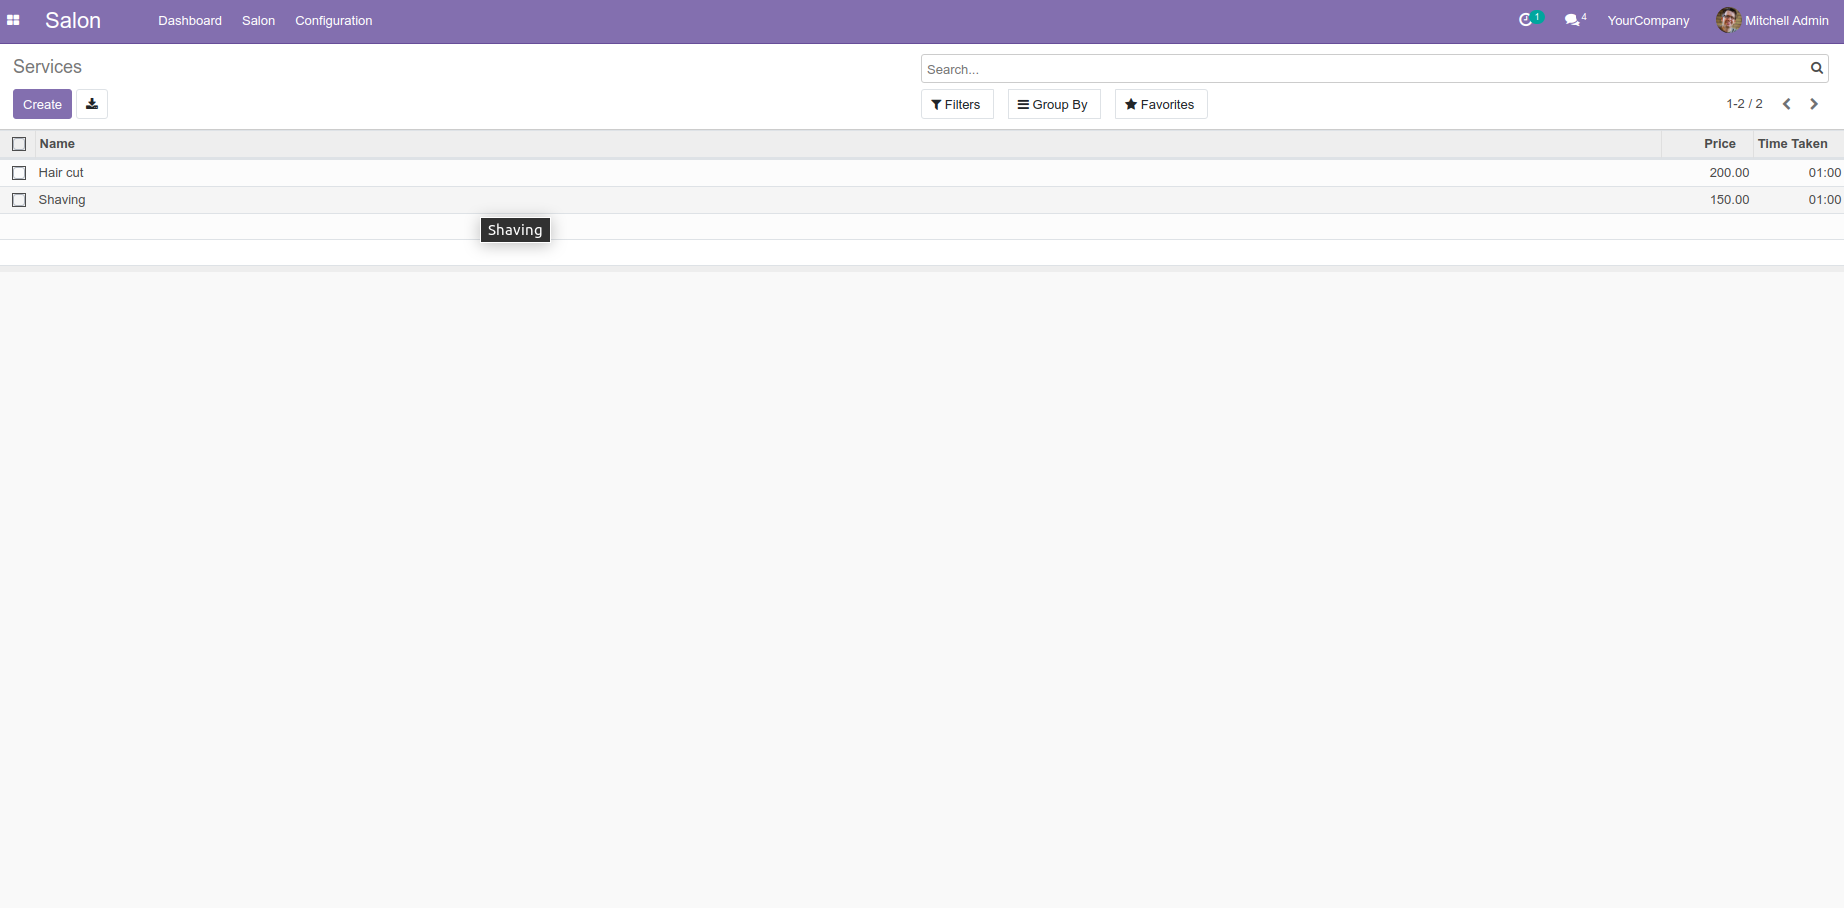 Salon Dashboard Salon Configuration 1 4 YourCompany Mitchell Admin
Services
Search...
Create Filters Group By Favorites 1-2 / 2
Name Price Time Taken
Hair cut 200.00 01:00
Shaving 150.00 01:00
Shaving